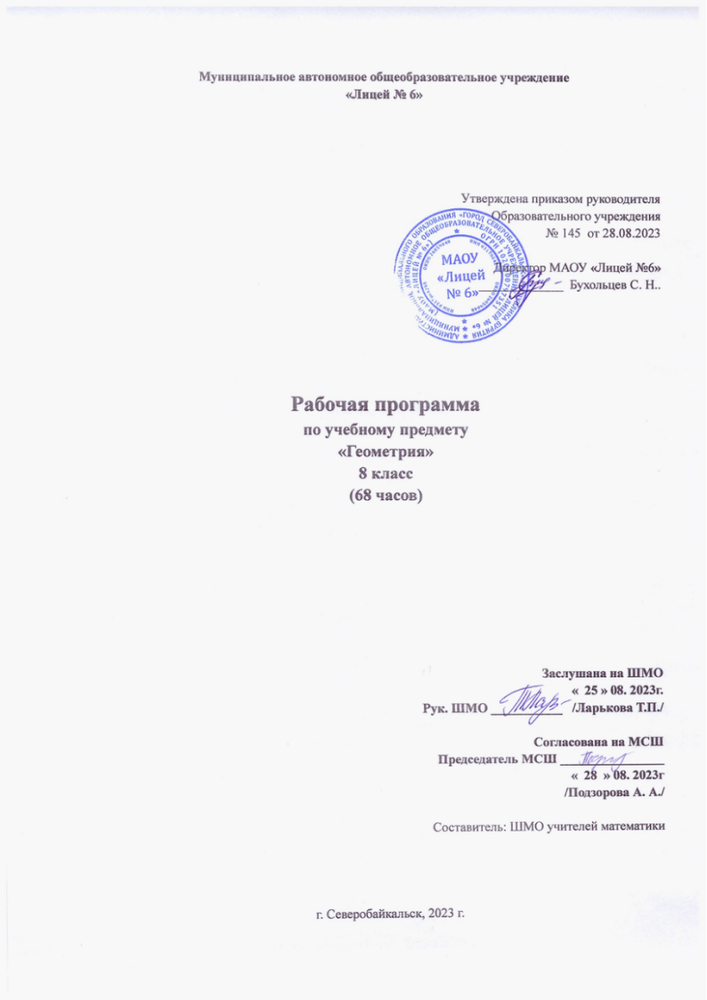 Муниципальное автономное общеобразовательное учреждение
«Лицей № 6»
Утверждена приказом руководителя
Образовательного учреждения
№ 145 от 28.08.2023
Директор МАОУ «Лицей №6»
______________ Бухольцев С. Н..
МАОУ
«Лицей
№ 6»
Рабочая программа
по учебному предмету
«Геометрия»
8 класс
(68 часов)
Заслушана на ШМО
« 25 » 08. 2023г.
Рук. ШМО ___________ /Ларькова Т.П./
Согласована на МСШ
Председатель МСШ ________________
« 28 » 08. 2023г
/Подзорова А. А./
Составитель: ШМО учителей математики
г. Северобайкальск, 2023 г.